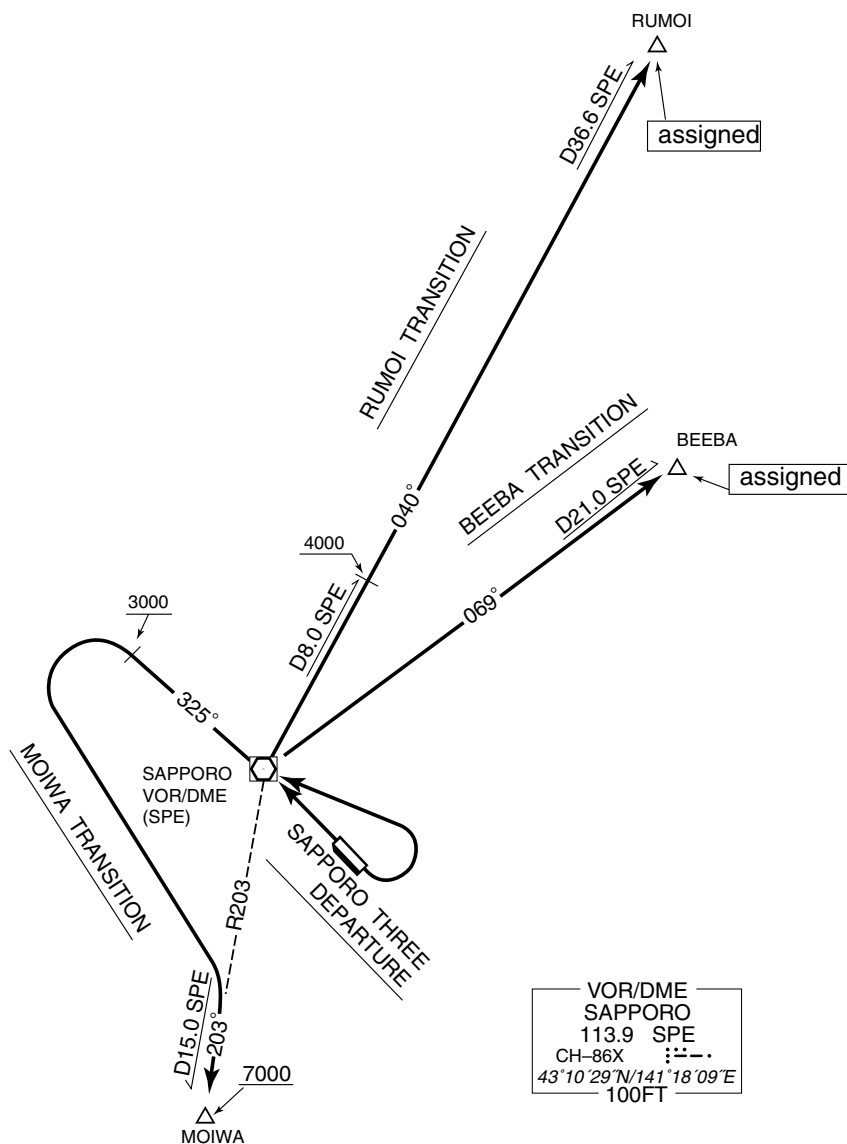 RUMOI
D36.6 SPE
assigned
RUMOI TRANSITION
BEEBA TRANSITION
BEEBA
assigned
D21.0 SPE
040°
4000
D8.0 SPE
069°
3000
325°
MOIWA TRANSITION
SAPPORO
VOR/DME
(SPE)
SAPPORO THREE
DEPARTURE
R203
D15.0 SPE
203°
7000
MOIWA
VOR/DME
SAPPORO
113.9 SPE
CH–86X
43°10´29˝N/141°18´09˝E
100FT